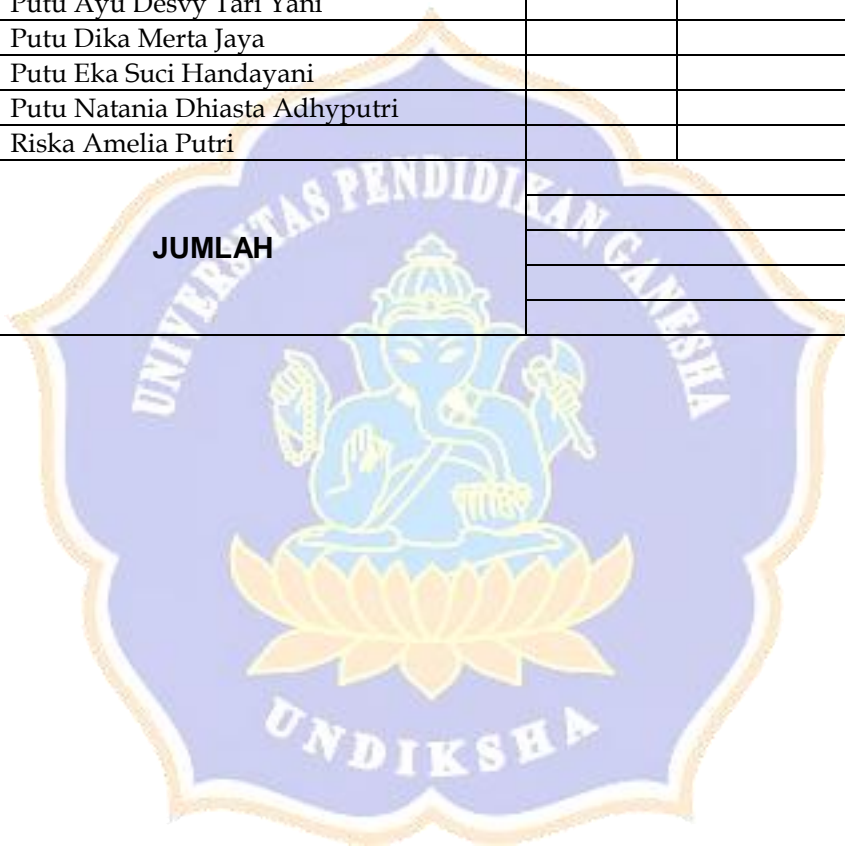 Putu Ayu Desvy Tari Yani
Putu Dika Merta Jaya
Putu Eka Suci Handayani
Putu Natania Dhiasta Adhyputri
Riska Amelia Putri
JUMLAH
UNIVERSITAS PENDIDIKAN GANESHA
UNDIKSHA